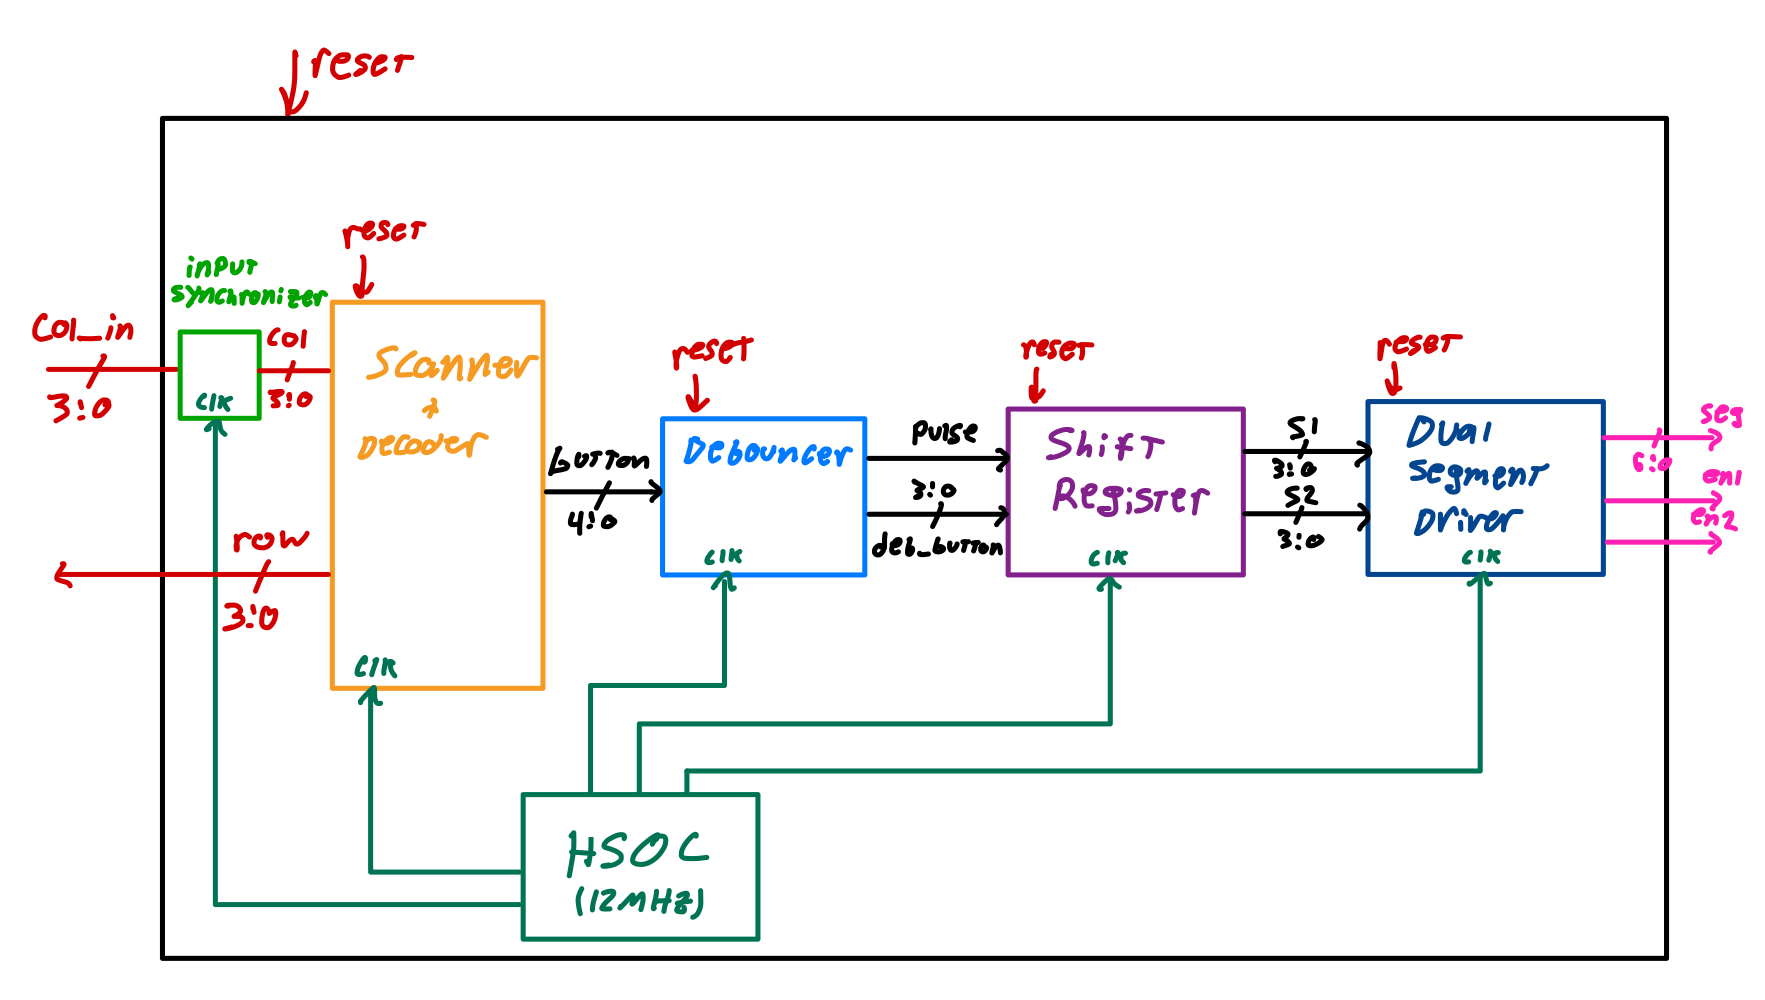 reset
reset
input
synchronizer
Col_in
3:0
clk
Col
3:0
Scanner
+
Decoder
clk
row
3:0
button
4:0
reset
Debouncer
clk
pulse
3:0
deb_button
reset
Shift
Register
clk
S1
3:0
S2
3:0
reset
Dual
segment
Driver
clk
seg
6:0
en1
en2
HSOC
(12MHz)